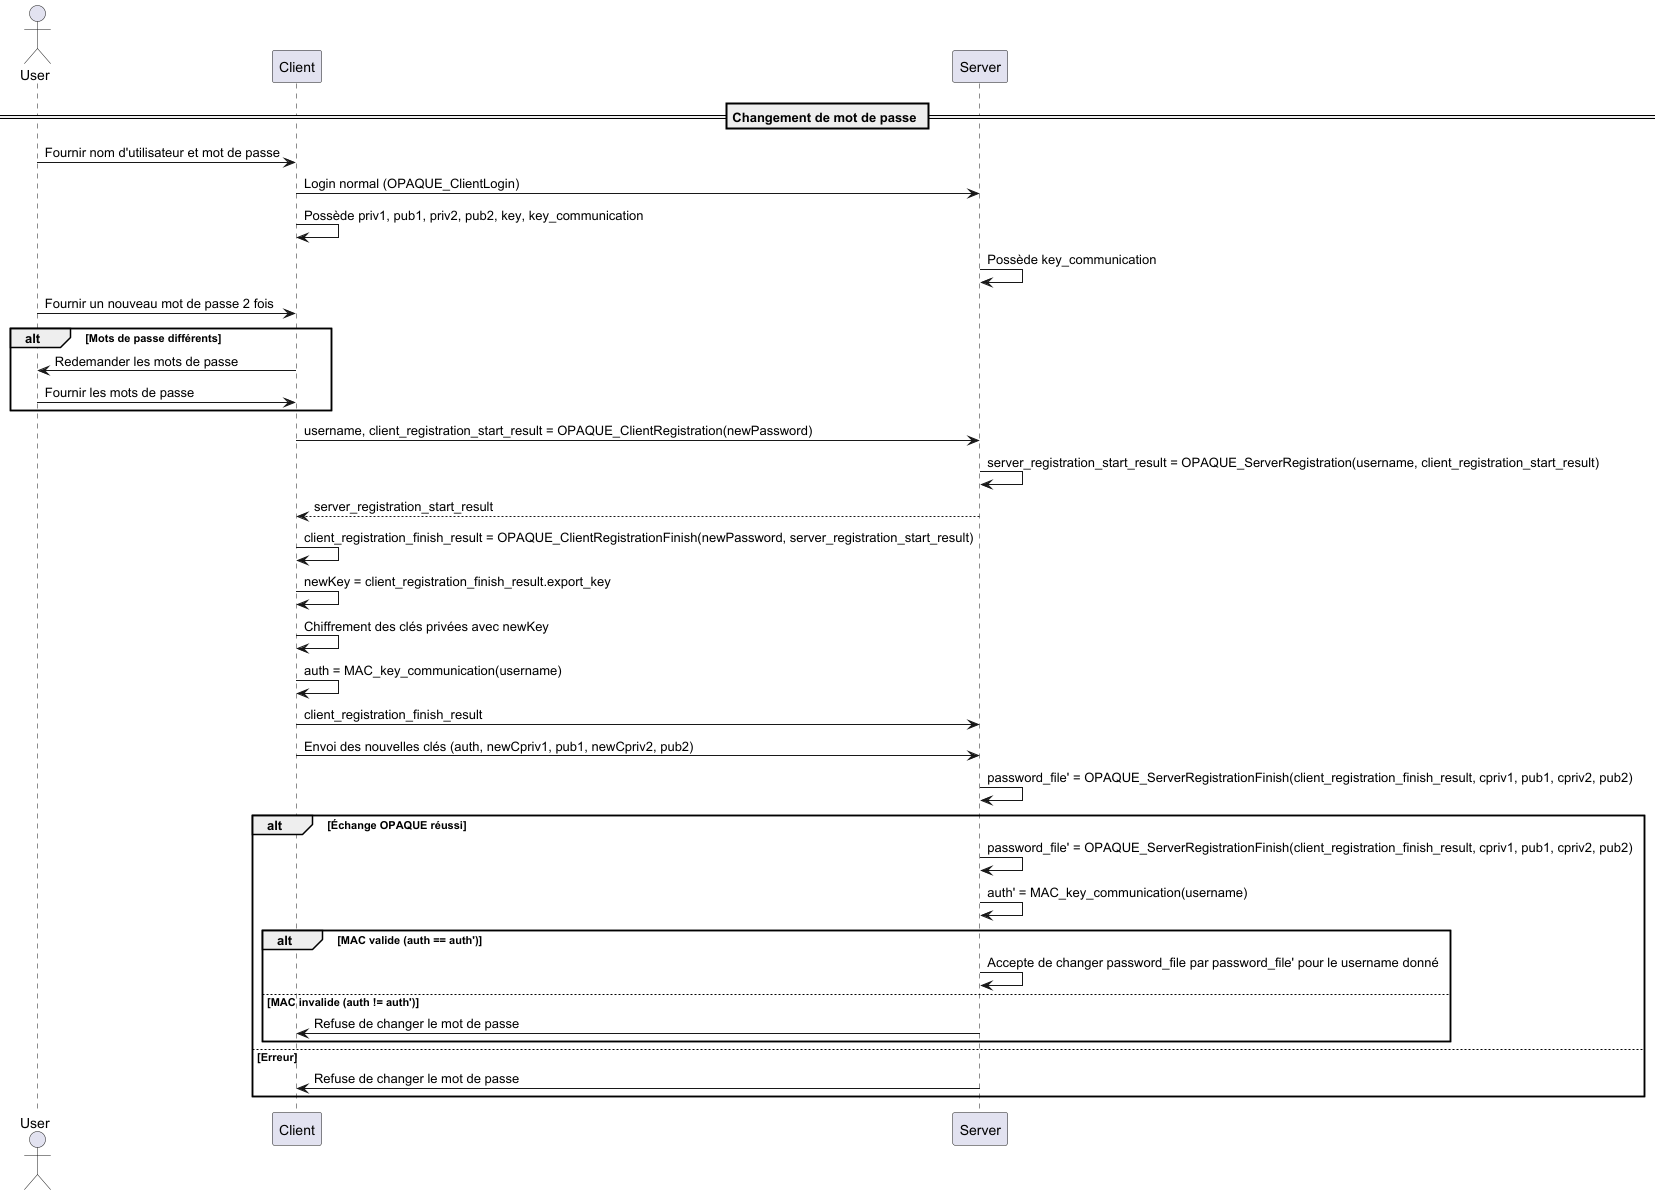 User
Client
Server
Changement de mot de passe
Fournir nom d'utilisateur et mot de passe
Login normal (OPAQUE_ClientLogin)
Possède priv1, pub1, priv2, pub2, key, key_communication
Possède key_communication
Fournir un nouveau mot de passe 2 fois
alt [Mots de passe différents]
Redemander les mots de passe
Fournir les mots de passe
username, client_registration_start_result = OPAQUE_ClientRegistration(newPassword)
server_registration_start_result = OPAQUE_ServerRegistration(username, client_registration_start_result)
server_registration_start_result
client_registration_finish_result = OPAQUE_ClientRegistrationFinish(newPassword, server_registration_start_result)
newKey = client_registration_finish_result.export_key
Chiffrement des clés privées avec newKey
auth = MAC_key_communication(username)
client_registration_finish_result
Envoi des nouvelles clés (auth, newCpriv1, pub1, newCpriv2, pub2)
password_file' = OPAQUE_ServerRegistrationFinish(client_registration_finish_result, cpriv1, pub1, cpriv2, pub2)
alt [Échange OPAQUE réussi]
password_file' = OPAQUE_ServerRegistrationFinish(client_registration_finish_result, cpriv1, pub1, cpriv2, pub2)
auth' = MAC_key_communication(username)
alt [MAC valide (auth == auth')]
Accepte de changer password_file par password_file' pour le username donné
[MAC invalide (auth != auth')]
Refuse de changer le mot de passe
[Erreur]
Refuse de changer le mot de passe
User
Client
Server